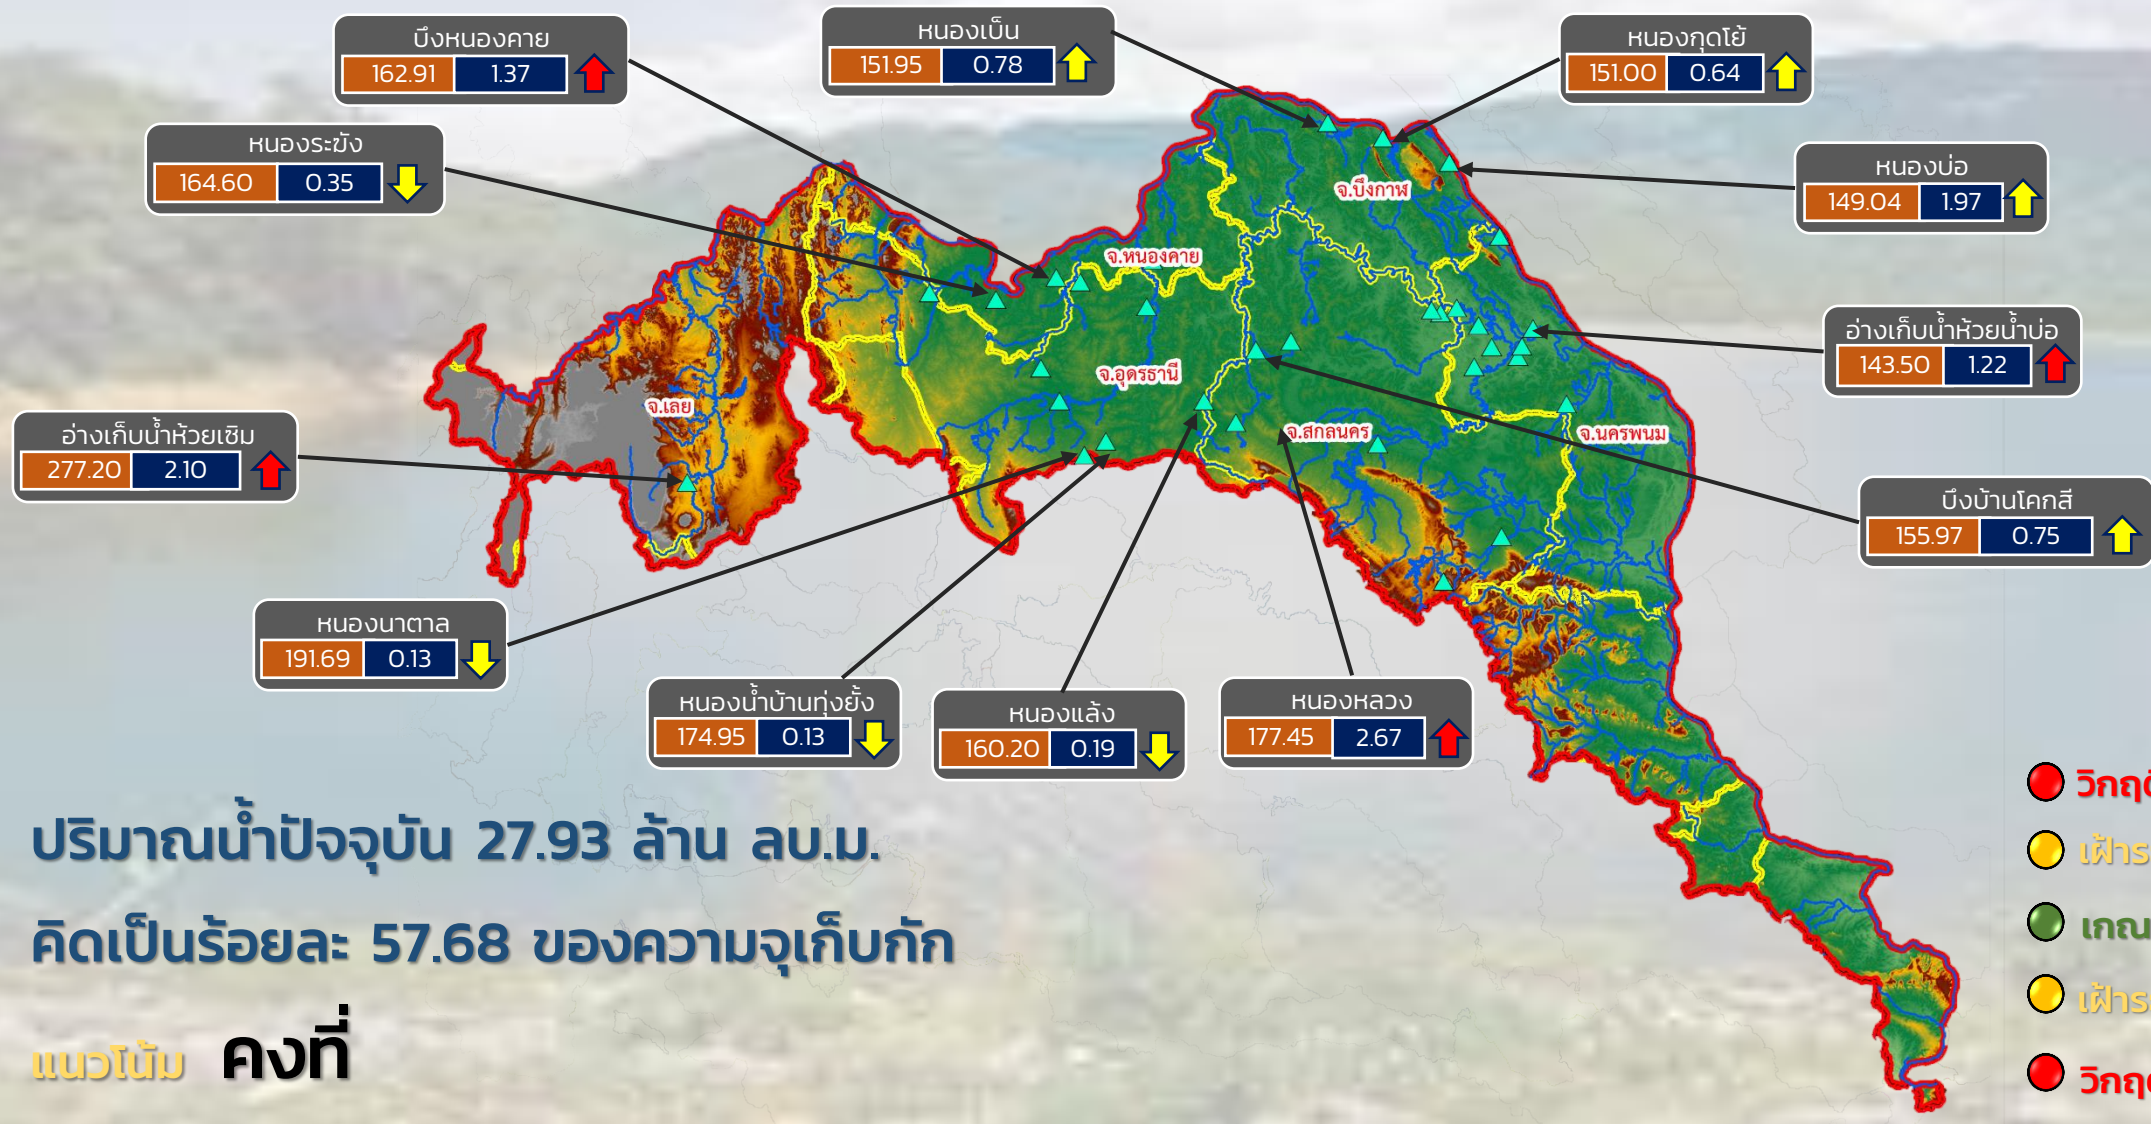 บึงหนองคาย
162.91 1.37
หนองเบ็น
151.95 0.78
หนองกุดโย้
151.00 0.64
หนองระฆัง
164.60 0.35
หนองบ่อ
149.04 1.97
จ.บึงกาฬ
จ.หนองคาย
อ่างเก็บน้ำห้วยน้ำบ่อ
143.50 1.22
จ.อุดรธานี
จ.เลย
จ.สกลนคร
จ.นครพนม
อ่างเก็บน้ำห้วยเซิม
277.20 2.10
บึงบ้านโคกสี
155.97 0.75
หนองนาตาล
191.69 0.13
หนองน้ำบ้านทุ่งยั้ง
174.95 0.13
หนองแล้ง
160.20 0.19
หนองหลวง
177.45 2.67
ปริมาณน้ำปัจจุบัน 27.93 ล้าน ลบ.ม.
คิดเป็นร้อยละ 57.68 ของความจุเก็บกัก
แนวโน้ม คงที่